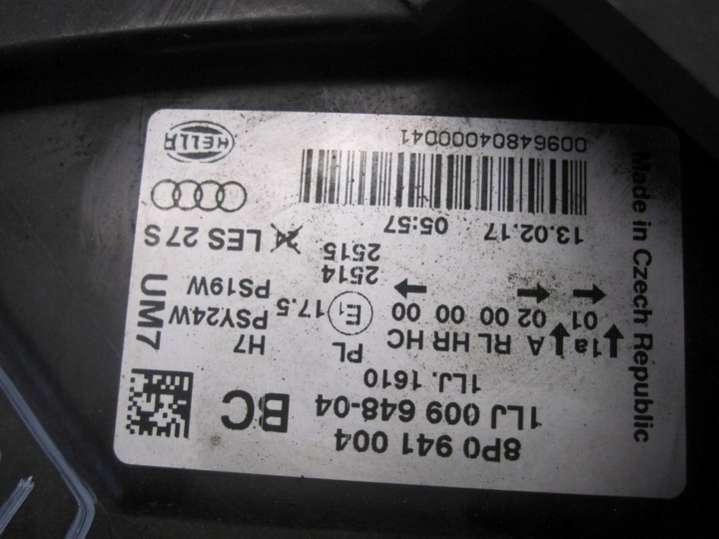 8P0 941 004 BC
1LJ 009 648-04
1LJ. 1610
1a A RL HR HC PL H7
01 02 00 00 E1 17.5 PSY24W
2514 PS19W
2515
24 LES 27S
UM7
13.02.17 05:57
00964804000041
HELLA
Made in Czech Republic